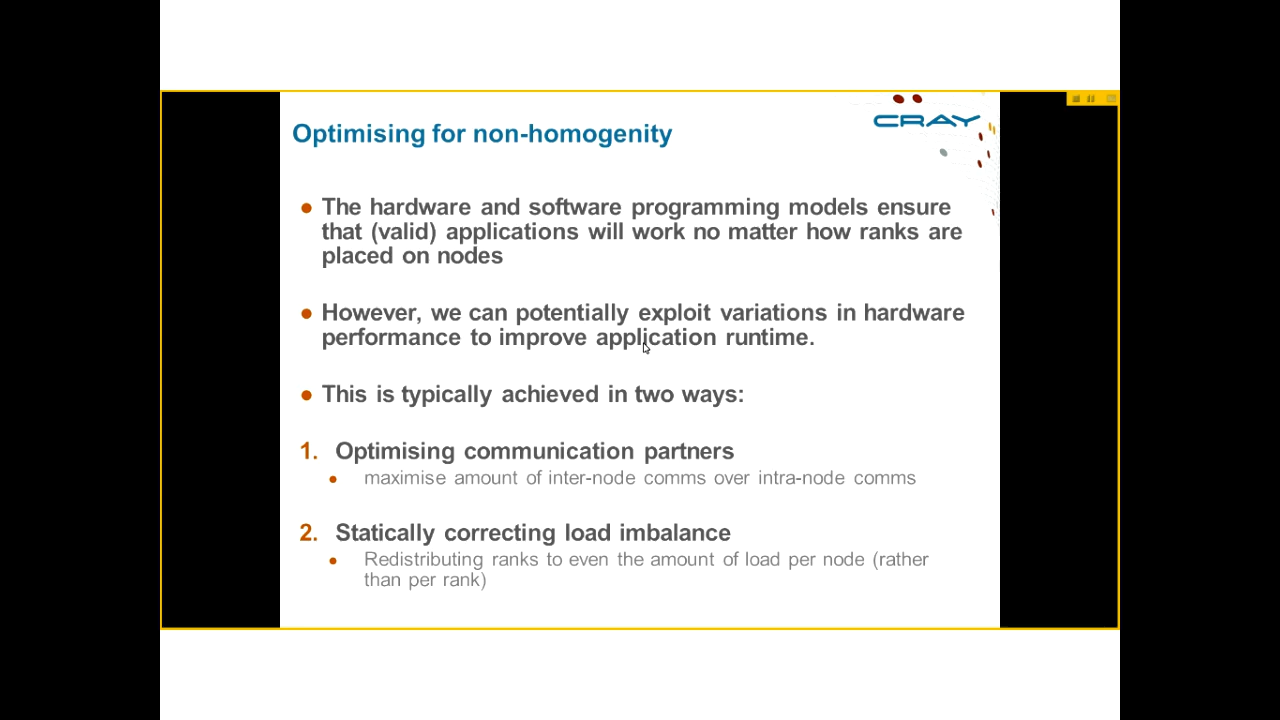 CRAY
Optimising for non-homogenity
● The hardware and software programming models ensure
that (valid) applications will work no matter how ranks are
placed on nodes
● However, we can potentially exploit variations in hardware
performance to improve application runtime.
● This is typically achieved in two ways:
1. Optimising communication partners
● maximise amount of inter-node comms over intra-node comms
2. Statically correcting load imbalance
● Redistributing ranks to even the amount of load per node (rather
than per rank)